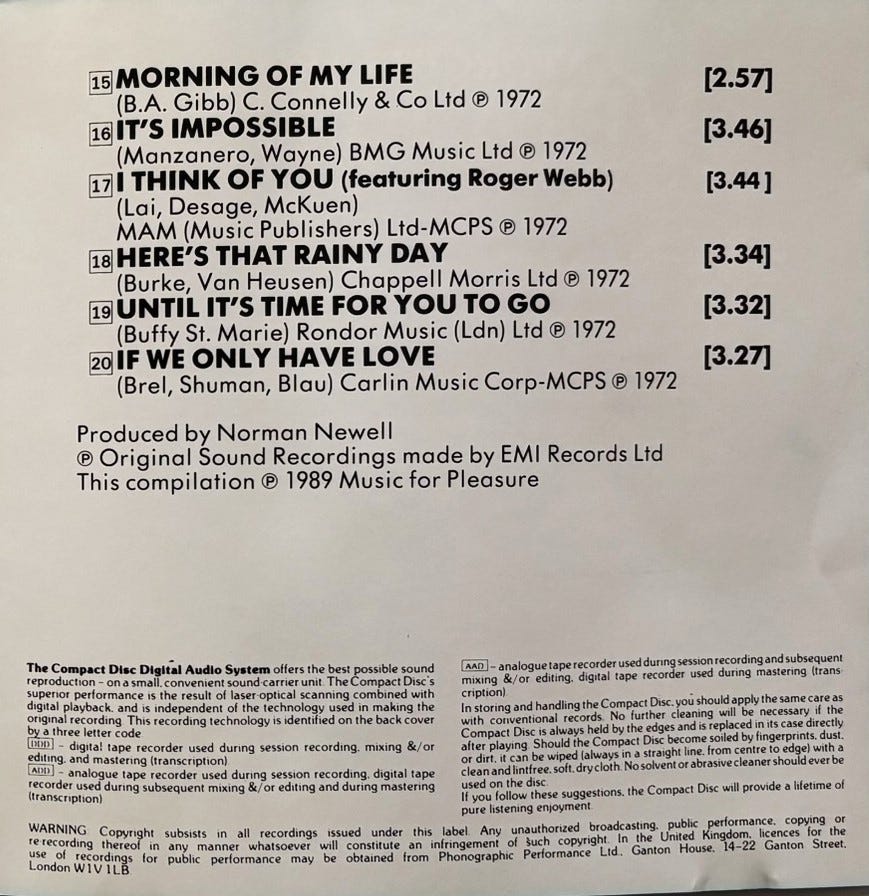 15 MORNING OF MY LIFE [2.57]
(B.A. Gibb) C. Connelly & Co Ltd ℗ 1972
16 IT'S IMPOSSIBLE [3.46]
(Manzanero, Wayne) BMG Music Ltd ℗ 1972
17 I THINK OF YOU (featuring Roger Webb) [3.44]
(Lai, Desage, McKuen)
MAM (Music Publishers) Ltd-MCPS ℗ 1972
18 HERE'S THAT RAINY DAY [3.34]
(Burke, Van Heusen) Chappell Morris Ltd ℗ 1972
19 UNTIL IT'S TIME FOR YOU TO GO [3.32]
(Buffy St. Marie) Rondor Music (Ldn) Ltd ℗ 1972
20 IF WE ONLY HAVE LOVE [3.27]
(Brel, Shuman, Blau) Carlin Music Corp-MCPS ℗ 1972
Produced by Norman Newell
℗ Original Sound Recordings made by EMI Records Ltd
This compilation ℗ 1989 Music for Pleasure
The Compact Disc Digital Audio System offers the best possible sound
reproduction – on a small, convenient sound-carrier unit. The Compact Disc's
superior performance is the result of laser-optical scanning combined with
digital playback, and is independent of the technology used in making the
original recording. This recording technology is identified on the back cover
by a three letter code
DDD – digital tape recorder used during session recording, mixing &/or
editing, and mastering (transcription)
ADD – analogue tape recorder used during session recording, digital tape
recorder used during subsequent mixing &/or editing and during mastering
(transcription)
AAD – analogue tape recorder used during session recording and subsequent
mixing &/or editing, digital tape recorder used during mastering (trans
cription)
In storing and handling the Compact Disc, you should apply the same care as
with conventional records. No further cleaning will be necessary if the
Compact Disc is always held by the edges and is replaced in its case directly
after playing. Should the Compact Disc become soiled by fingerprints, dust,
or dirt, it can be wiped (always in a straight line, from centre to edge) with a
clean and lintfree, soft, dry cloth. No solvent or abrasive cleaner should ever be
used on the disc.
If you follow these suggestions, the Compact Disc will provide a lifetime of
pure listening enjoyment.
WARNING Copyright subsists in all recordings issued under this label. Any unauthorized broadcasting, public performance, copying or
re-recording thereof in any manner whatsoever will constitute an infringement of such copyright. In the United Kingdom, licences for the
use of recordings for public performance may be obtained from Phonographic Performance Ltd., Ganton House, 14–22 Ganton Street,
London W1V 1LB